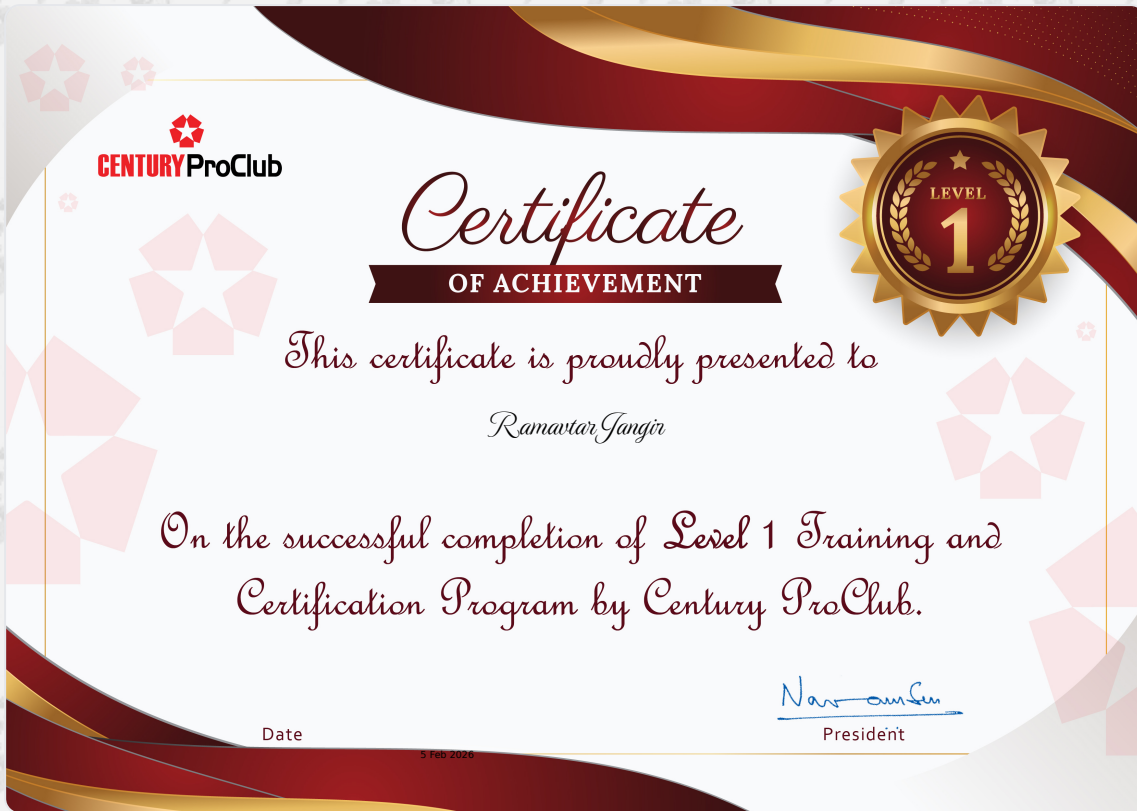 CENTURY ProClub
LEVEL
1
Certificate
OF ACHIEVEMENT
This certificate is proudly presented to
Ramavtar Jangir
On the successful completion of Level 1 Training and
Certification Program by Century ProClub.
Date
5 Feb 2026
President